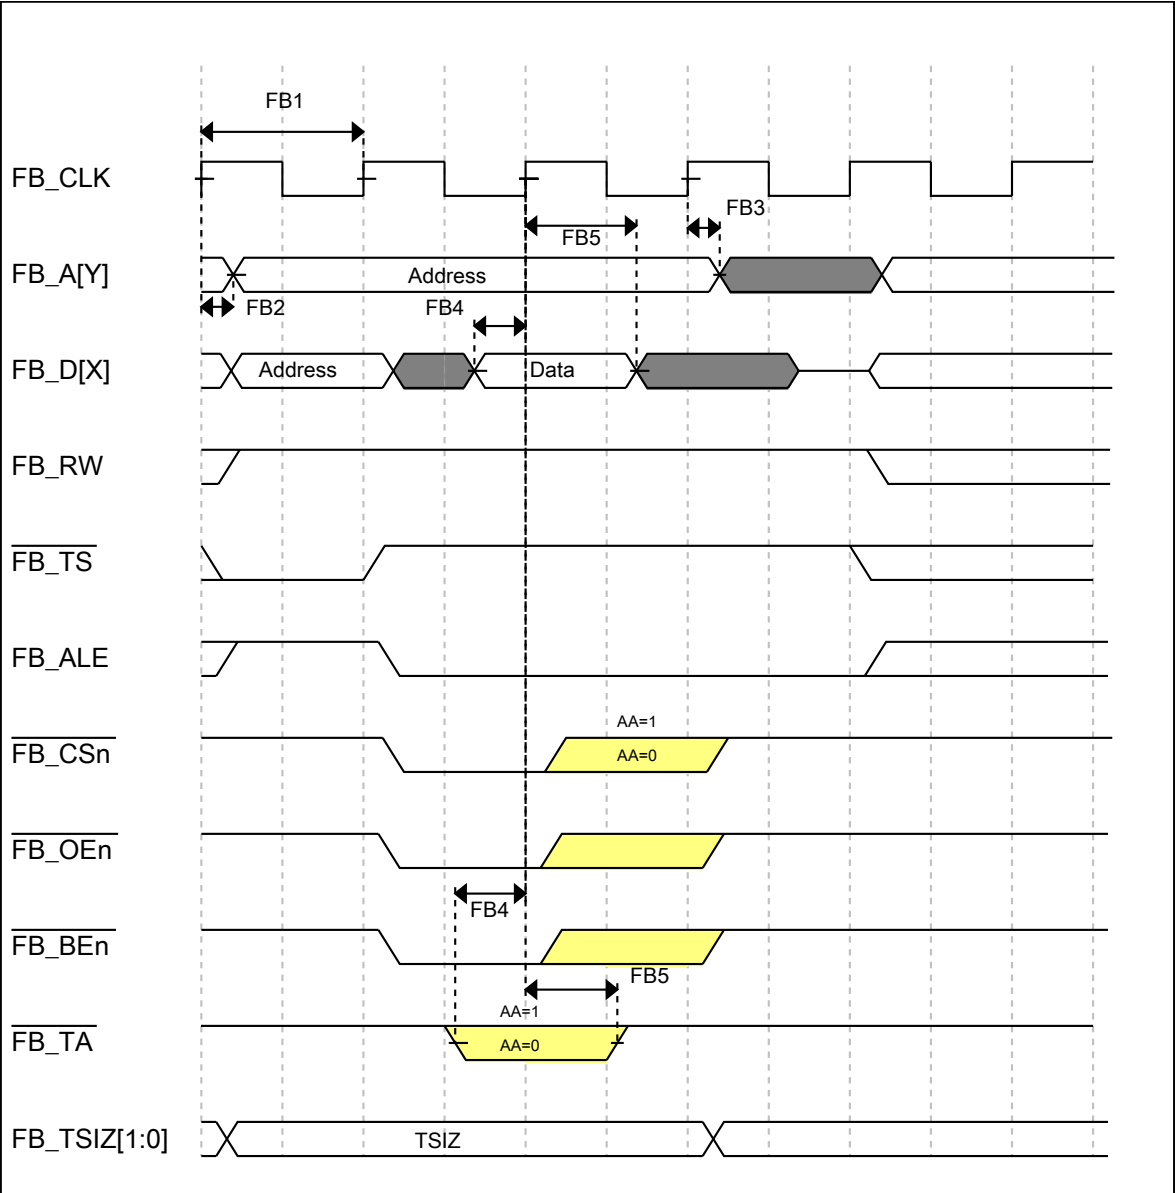 FB1
FB_CLK
FB3
FB5
FB_A[Y]
Address
FB2
FB4
FB_D[X]
Address
Data
FB_RW
FB_TS
FB_ALE
AA=1
FB_CSn
AA=0
FB_OEn
FB4
FB_BEn
FB5
AA=1
FB_TA
AA=0
FB_TSIZ[1:0]
TSIZ